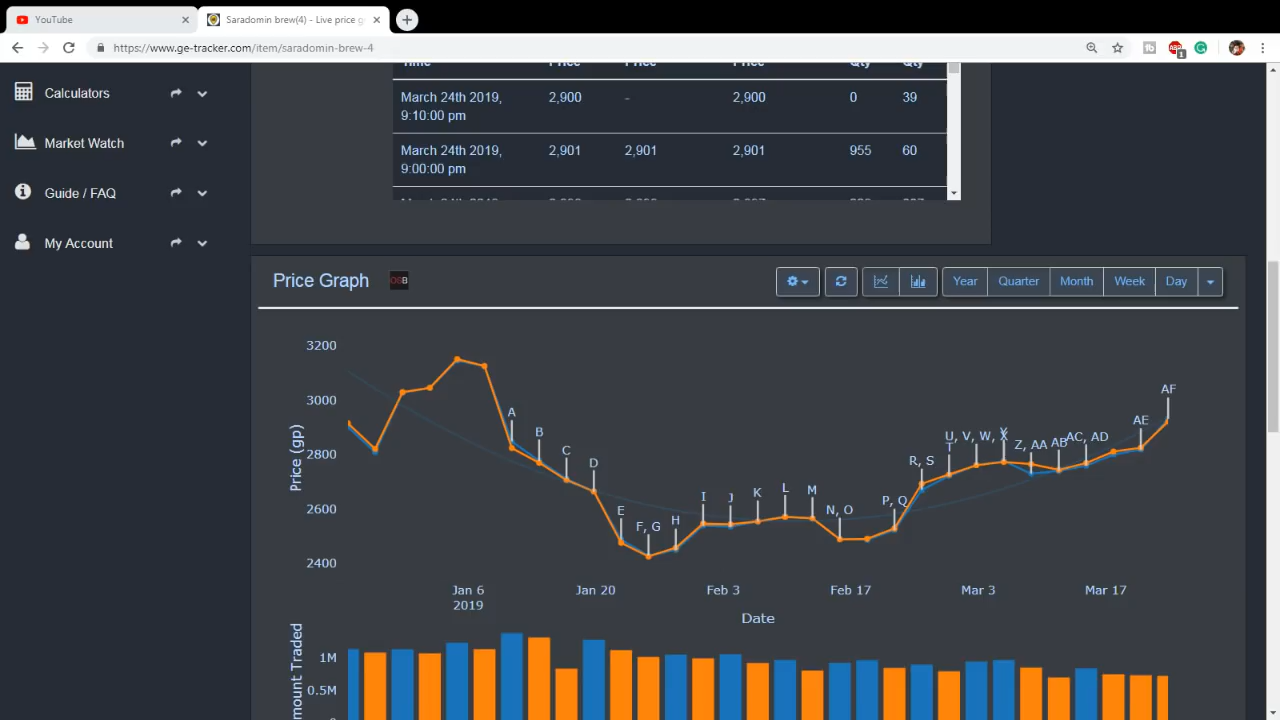 YouTube
Saradomin brew(4) - Live price g
https://www.ge-tracker.com/item/saradomin-brew-4
1
Calculators
Market Watch
Guide / FAQ
My Account
Time Price Price Price Qty Qty
March 24th 2019, 2,900 - 2,900 0 39
9:10:00 pm
March 24th 2019, 2,901 2,901 2,901 955 60
9:00:00 pm
Price Graph
OSB
Year Quarter Month Week Day
3200
3000
2800
2600
2400
Price (gp)
A
B
C
D
E
F, G
H
I
J
K
L
M
N, O
P, Q
R, S
T
U, V, W, X
Y
Z, AA
AB
AC, AD
AE
AF
Jan 6 Jan 20 Feb 3 Feb 17 Mar 3 Mar 17
2019
Date
1M
0.5M
mount Traded